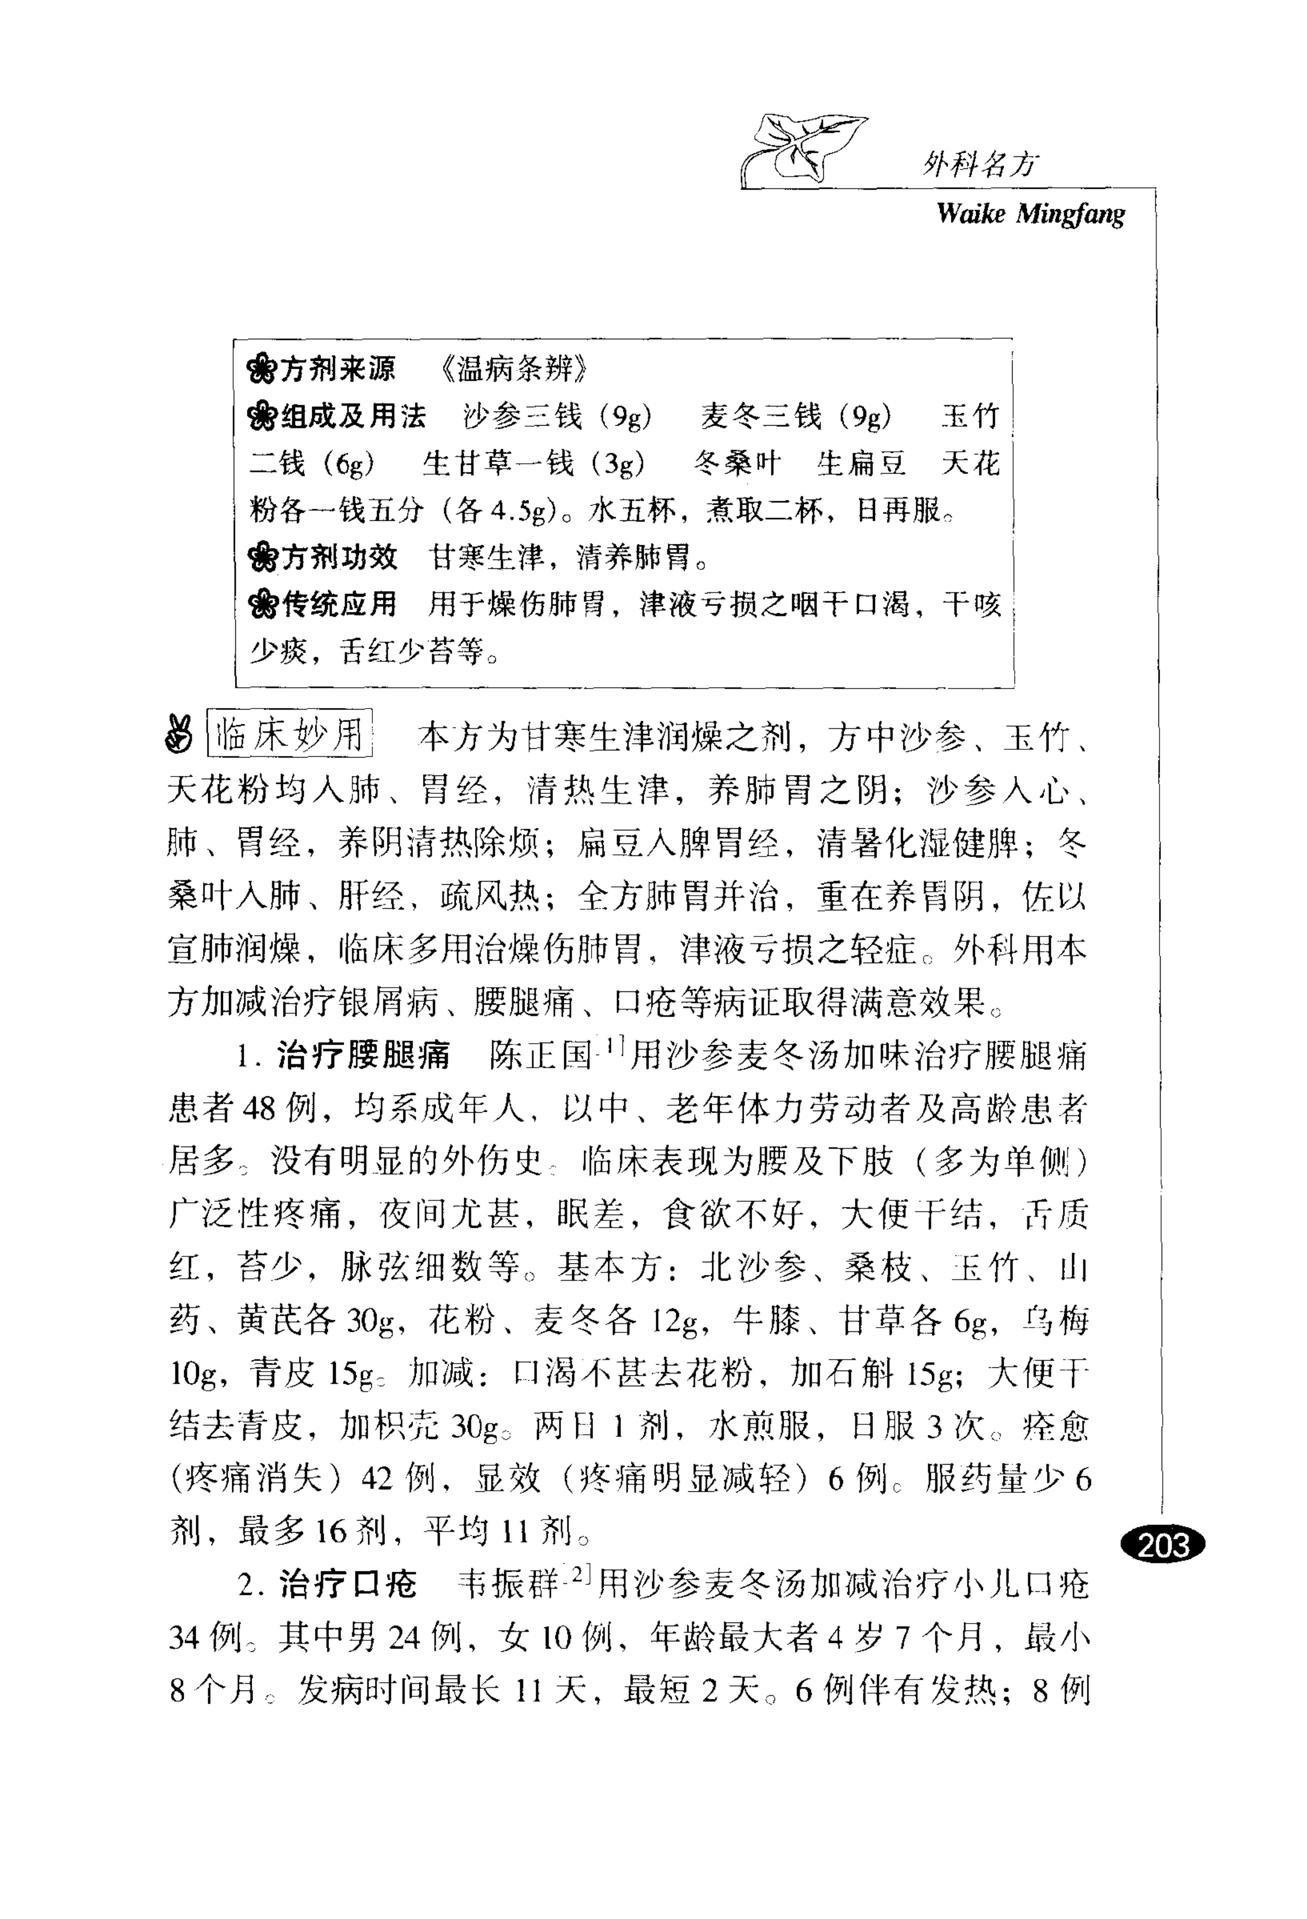 外科名方
Waike Mingfang
方剂来源 《温病条辨》
组成及用法 沙参三钱（9g） 麦冬三钱（9g） 玉竹
二钱（6g） 生甘草一钱（3g） 冬桑叶 生扁豆 天花
粉各一钱五分（各4.5g）。水五杯，煮取二杯，日再服。
方剂功效 甘寒生津，清养肺胃。
传统应用 用于燥伤肺胃，津液亏损之咽干口渴，干咳
少痰，舌红少苔等。
临床妙用 本方为甘寒生津润燥之剂，方中沙参、玉竹、
天花粉均入肺、胃经，清热生津，养肺胃之阴；沙参入心、
肺、胃经，养阴清热除烦；扁豆入脾胃经，清暑化湿健脾；冬
桑叶入肺、肝经，疏风热；全方肺胃并治，重在养胃阴，佐以
宣肺润燥，临床多用治燥伤肺胃，津液亏损之轻症。外科用本
方加减治疗银屑病、腰腿痛、口疮等病证取得满意效果。
1. 治疗腰腿痛 陈正国[1]用沙参麦冬汤加味治疗腰腿痛
患者48例，均系成年人，以中、老年体力劳动者及高龄患者
居多。没有明显的外伤史。临床表现为腰及下肢（多为单侧）
广泛性疼痛，夜间尤甚，眠差，食欲不好，大便干结，舌质
红，苔少，脉弦细数等。基本方：北沙参、桑枝、玉竹、山
药、黄芪各30g，花粉、麦冬各12g，牛膝、甘草各6g，乌梅
10g，青皮15g。加减：口渴不甚去花粉，加石斛15g；大便干
结去青皮，加枳壳30g。两日1剂，水煎服，日服3次。痊愈
(疼痛消失）42例，显效（疼痛明显减轻）6例。服药量少6
剂，最多16剂，平均11剂。
2. 治疗口疮 韦振群[2]用沙参麦冬汤加减治疗小儿口疮
34例。其中男24例，女10例，年龄最大者4岁7个月，最小
8个月。发病时间最长11天，最短2天。6例伴有发热；8例
203